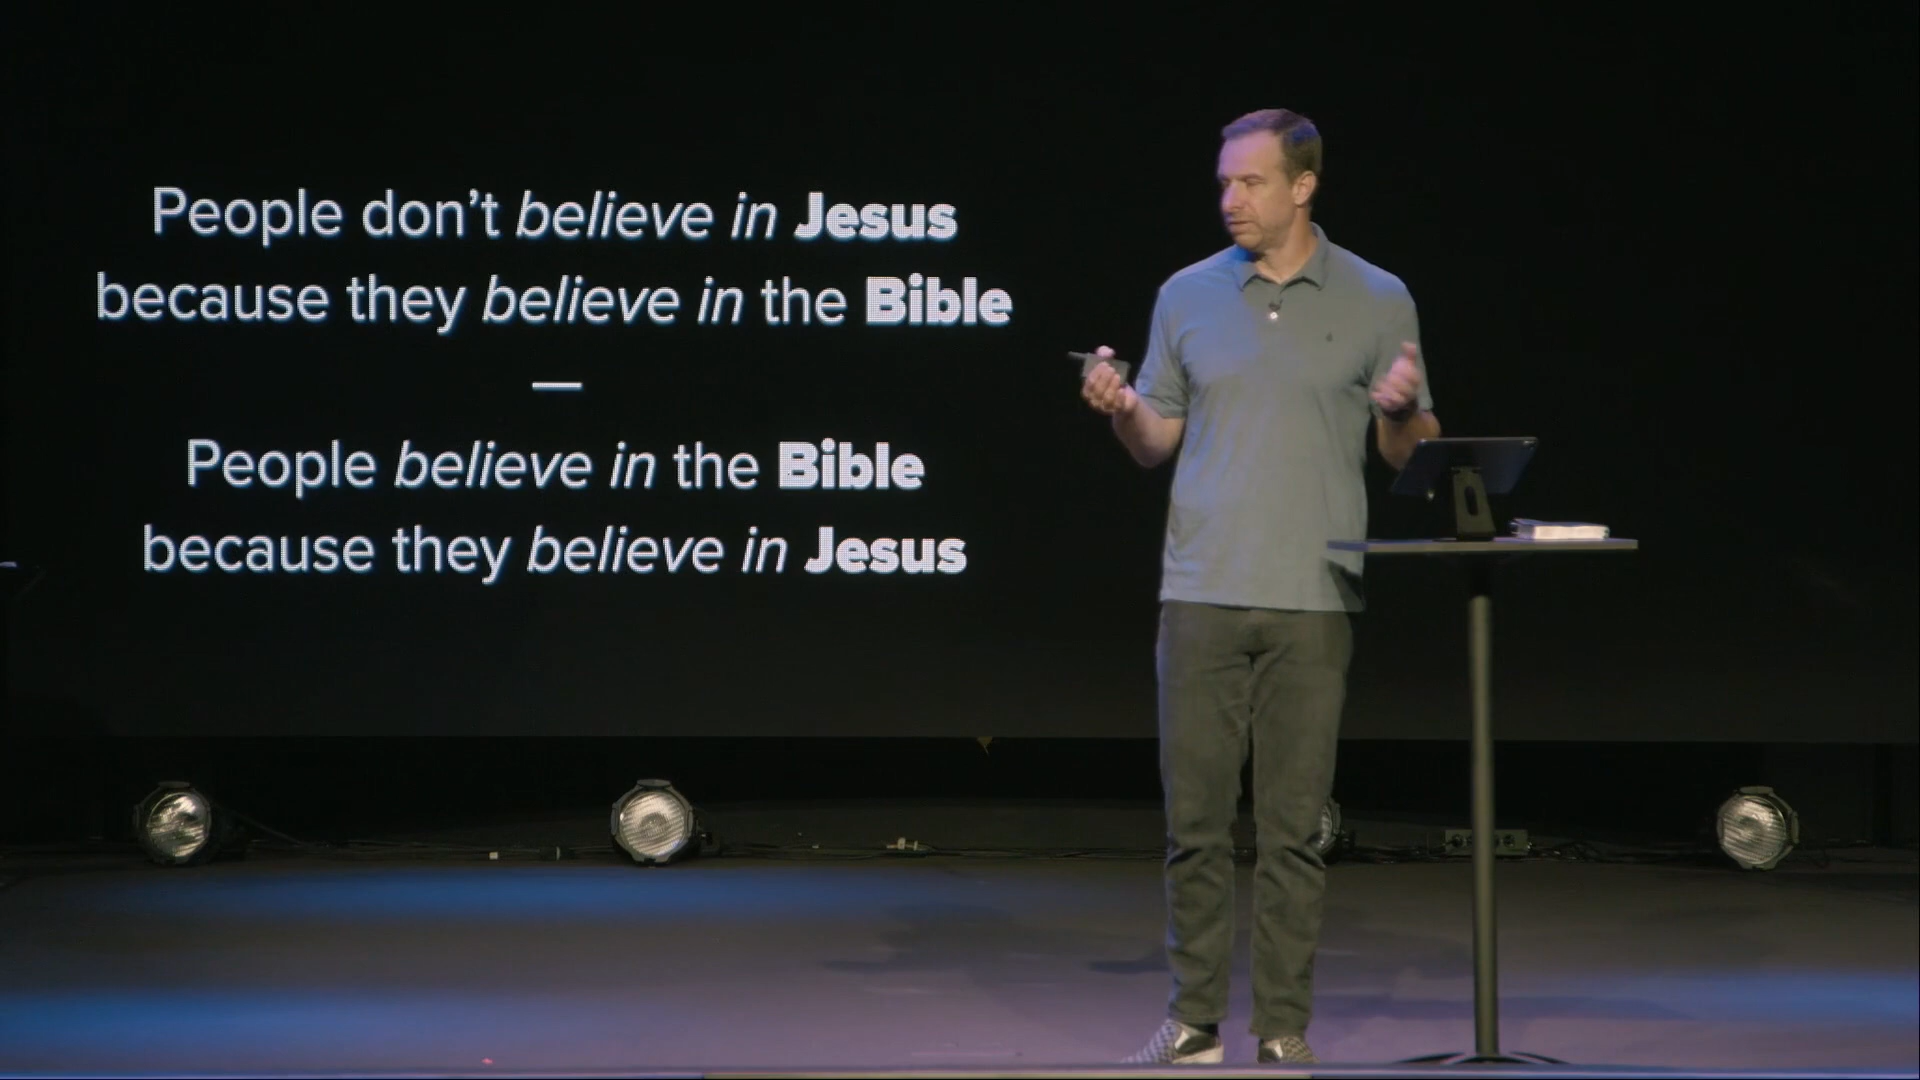 People don’t believe in Jesus
because they believe in the Bible
—
People believe in the Bible
because they believe in Jesus